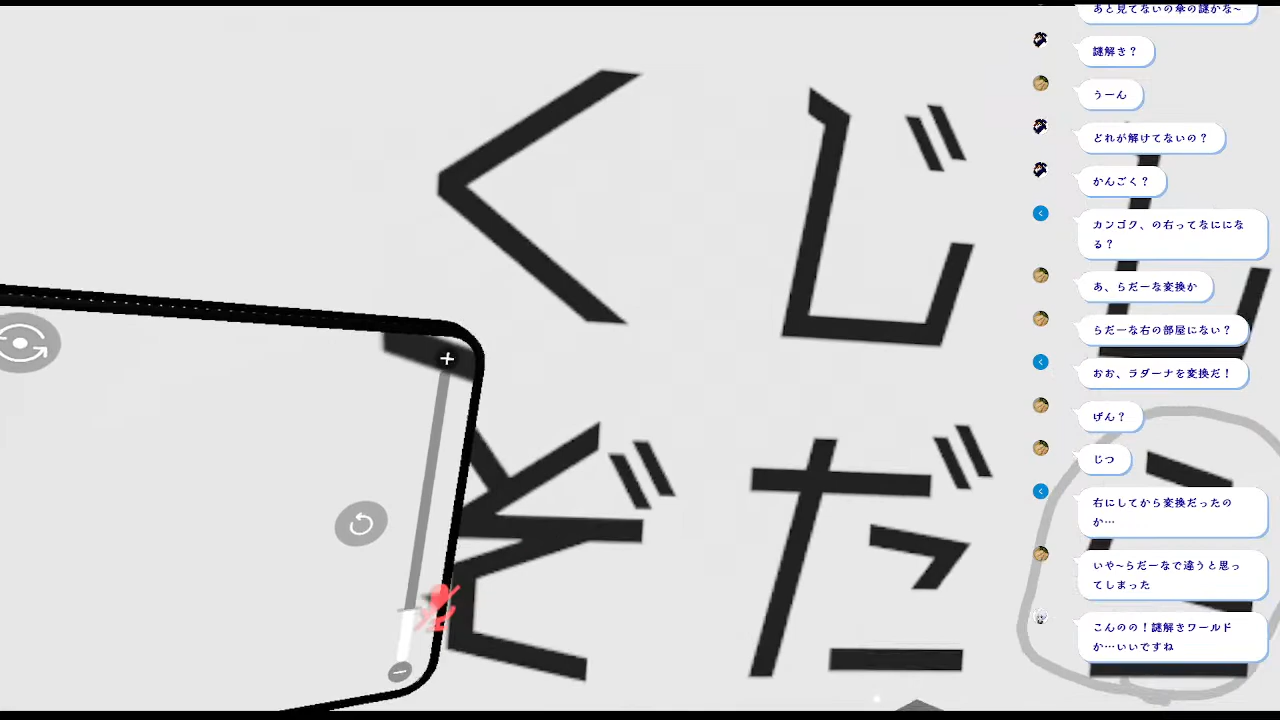 くじ
どだ
あと見てないの傘の謎かな~
謎解き？
うーん
どれが解けてないの？
かんごく？
カンゴク、の右ってなににな
る？
あ、らだーな変換か
らだーな右の部屋にない？
おお、ラダーナを変換だ！
げん？
じつ
右にしてから変換だったの
か…
いや~らだーなで違うと思っ
てしまった
こんのの！謎解きワールド
か…いいですね